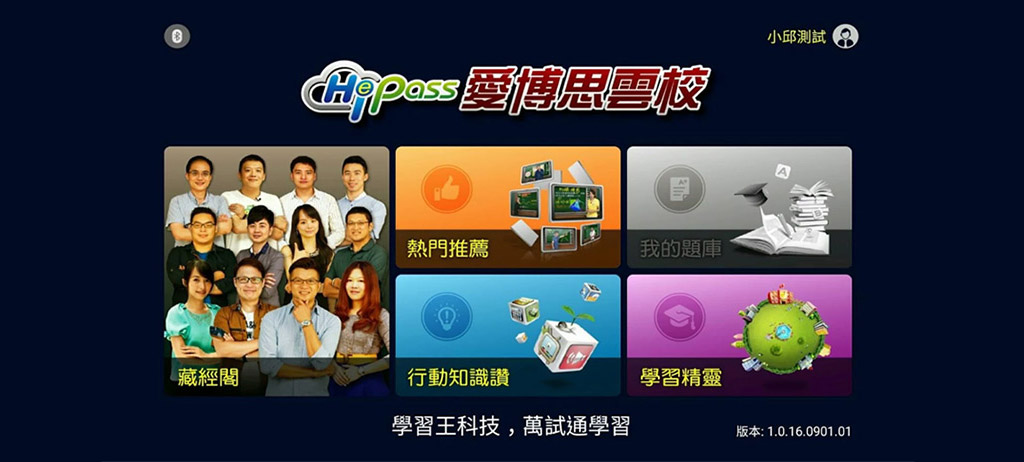 小邱測試
HeiPass 愛博思雲校
熱門推薦
A+
我的題庫
A
藏經閣
行動知識讚
學習精靈
學習王科技，萬試通學習
版本: 1.0.16.0901.01